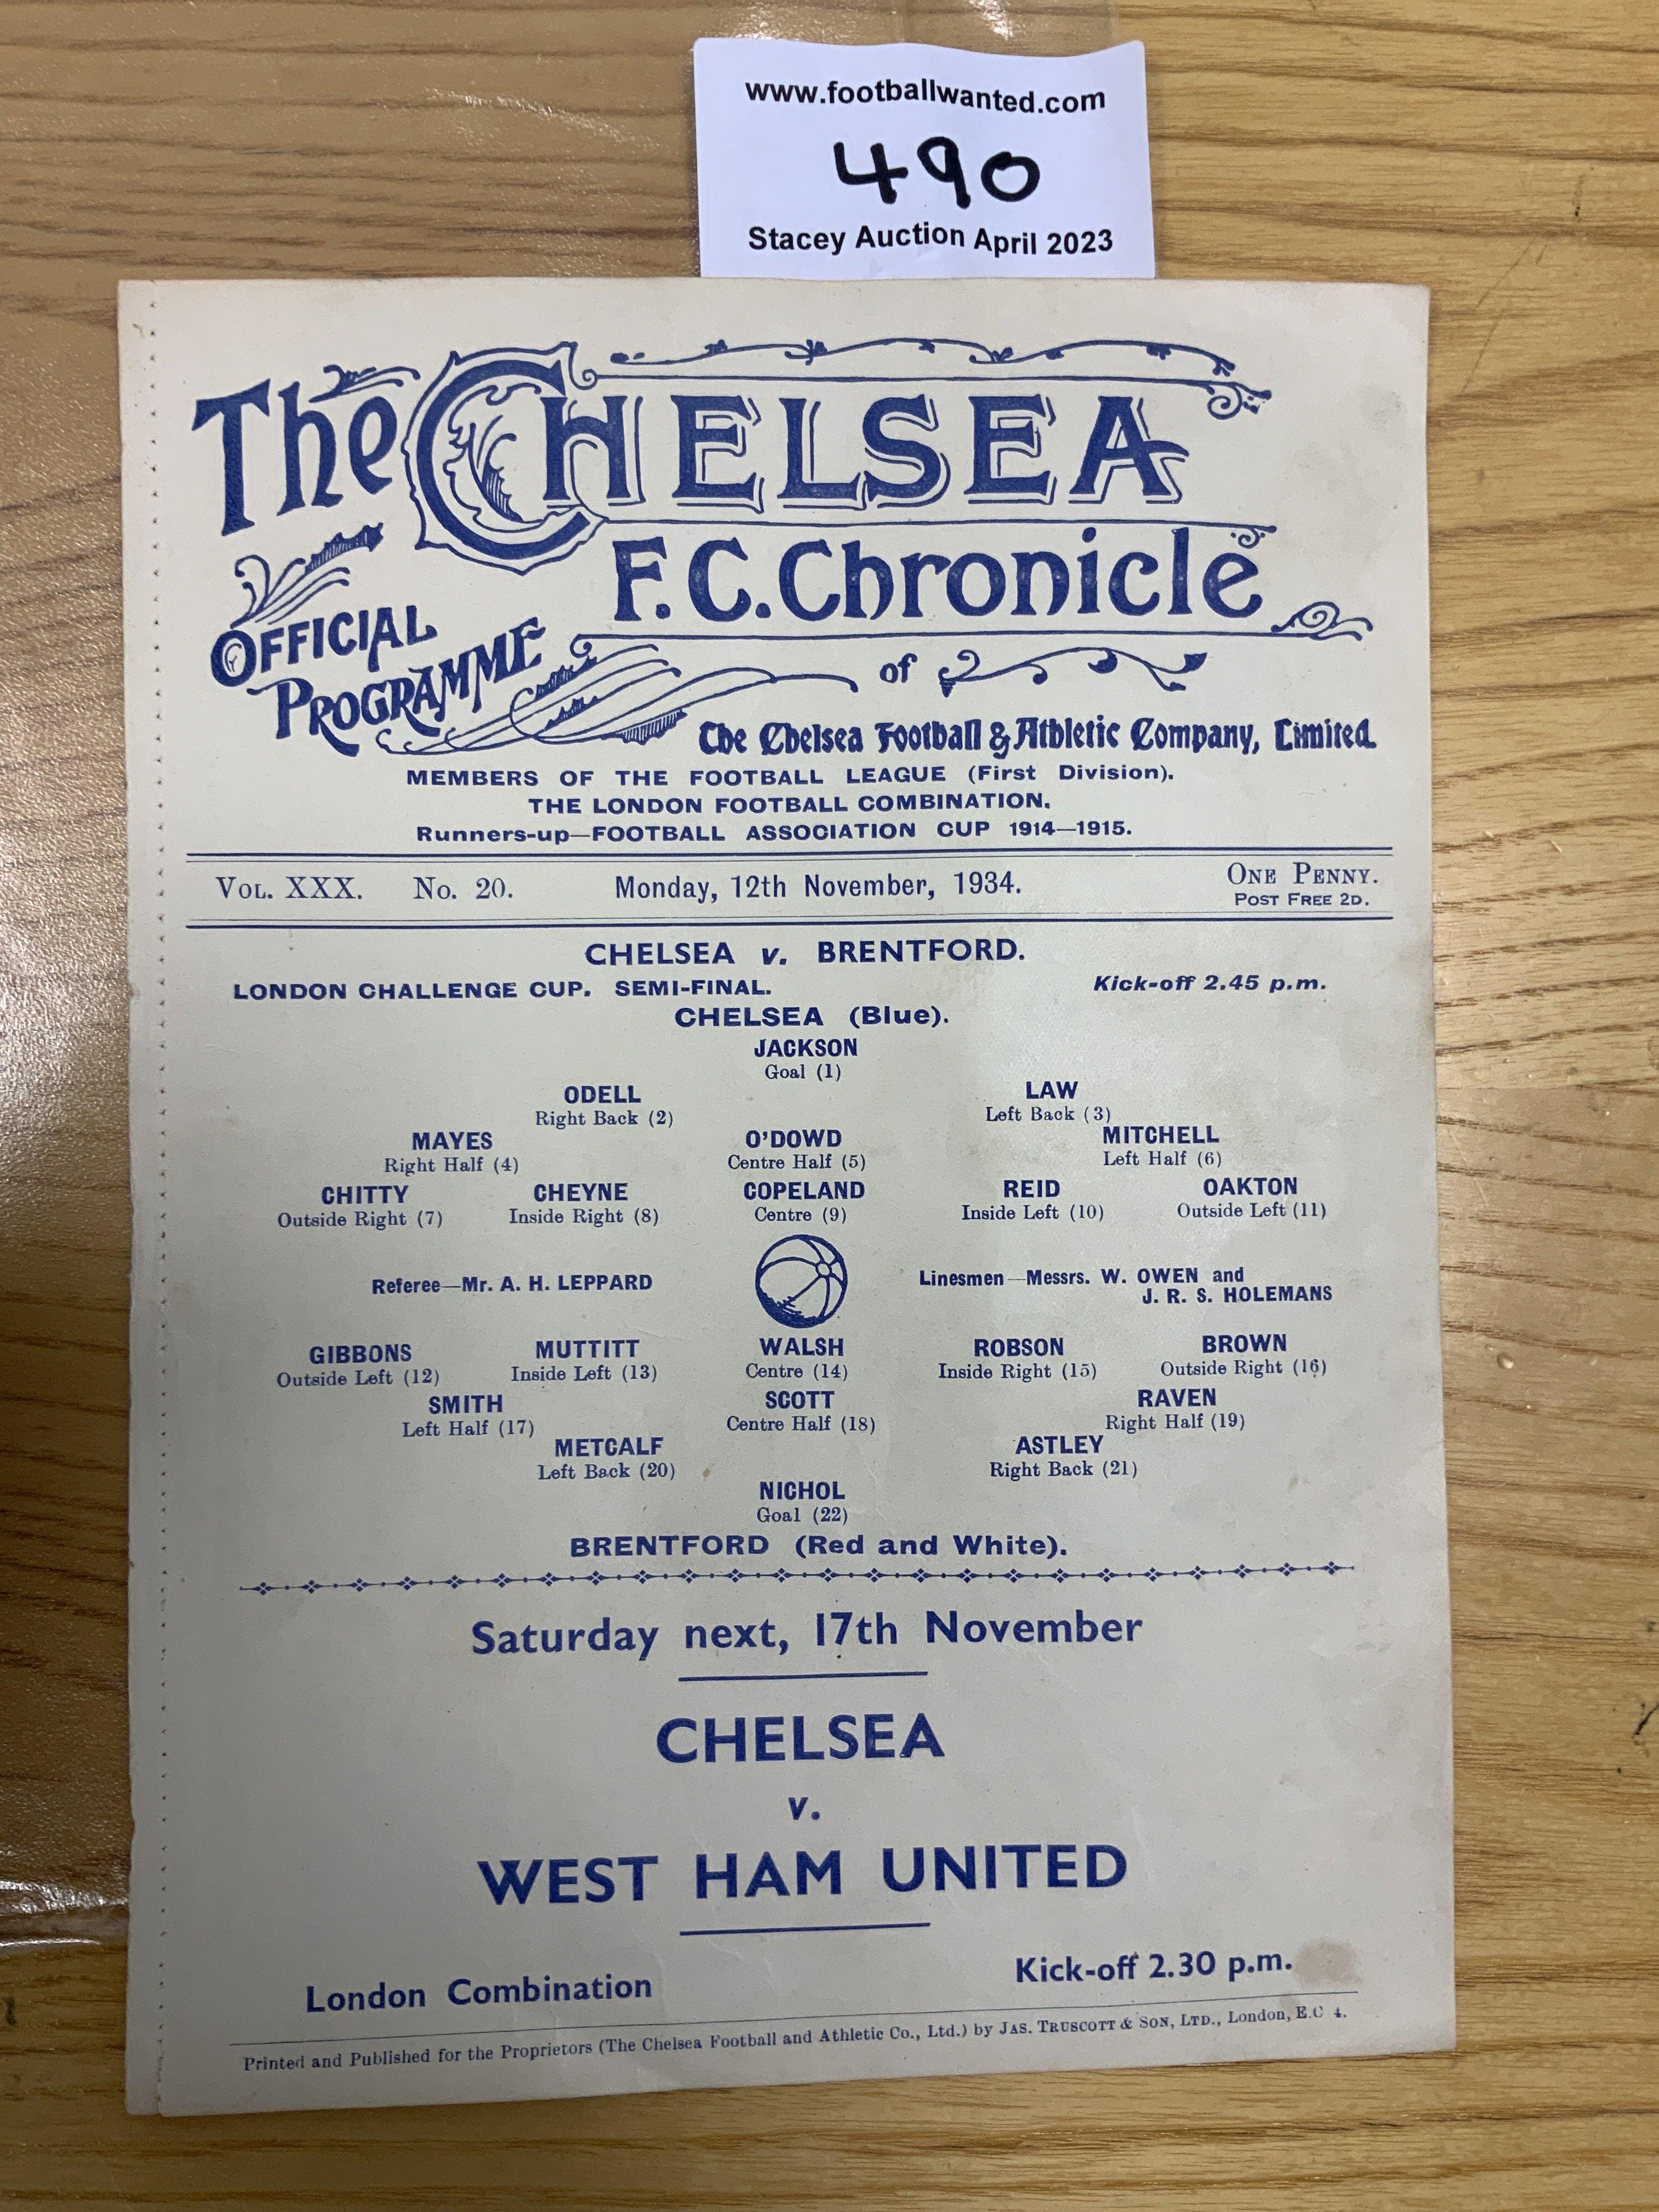 www.footballwanted.com
490
Stacey Auction April 2023
The CHELSEA
F.C. Chronicle
OFFICIAL
PROGRAMME
of
The Chelsea Football & Athletic Company, Limited.
MEMBERS OF THE FOOTBALL LEAGUE (First Division).
THE LONDON FOOTBALL COMBINATION.
Runners-up—FOOTBALL ASSOCIATION CUP 1914—1915.
VOL. XXX. No. 20. Monday, 12th November, 1934. ONE PENNY.
POST FREE 2D.
CHELSEA v. BRENTFORD.
LONDON CHALLENGE CUP. SEMI-FINAL. Kick-off 2.45 p.m.
CHELSEA (Blue).
JACKSON
Goal (1)
ODELL LAW
Right Back (2) Left Back (3)
MAYES O'DOWD MITCHELL
Right Half (4) Centre Half (5) Left Half (6)
CHITTY CHEYNE COPELAND REID OAKTON
Outside Right (7) Inside Right (8) Centre (9) Inside Left (10) Outside Left (11)
Referee—Mr. A. H. LEPPARD Linesmen—Messrs. W. OWEN and
J. R. S. HOLEMANS
GIBBONS MUTTITT WALSH ROBSON BROWN
Outside Left (12) Inside Left (13) Centre (14) Inside Right (15) Outside Right (16)
SMITH SCOTT RAVEN
Left Half (17) Centre Half (18) Right Half (19)
METCALF ASTLEY
Left Back (20) Right Back (21)
NICHOL
Goal (22)
BRENTFORD (Red and White).
Saturday next, 17th November
CHELSEA
v.
WEST HAM UNITED
London Combination Kick-off 2.30 p.m.
Printed and Published for the Proprietors (The Chelsea Football and Athletic Co., Ltd.) by JAS. TRUSCOTT & SON, LTD., London, E.C 4.